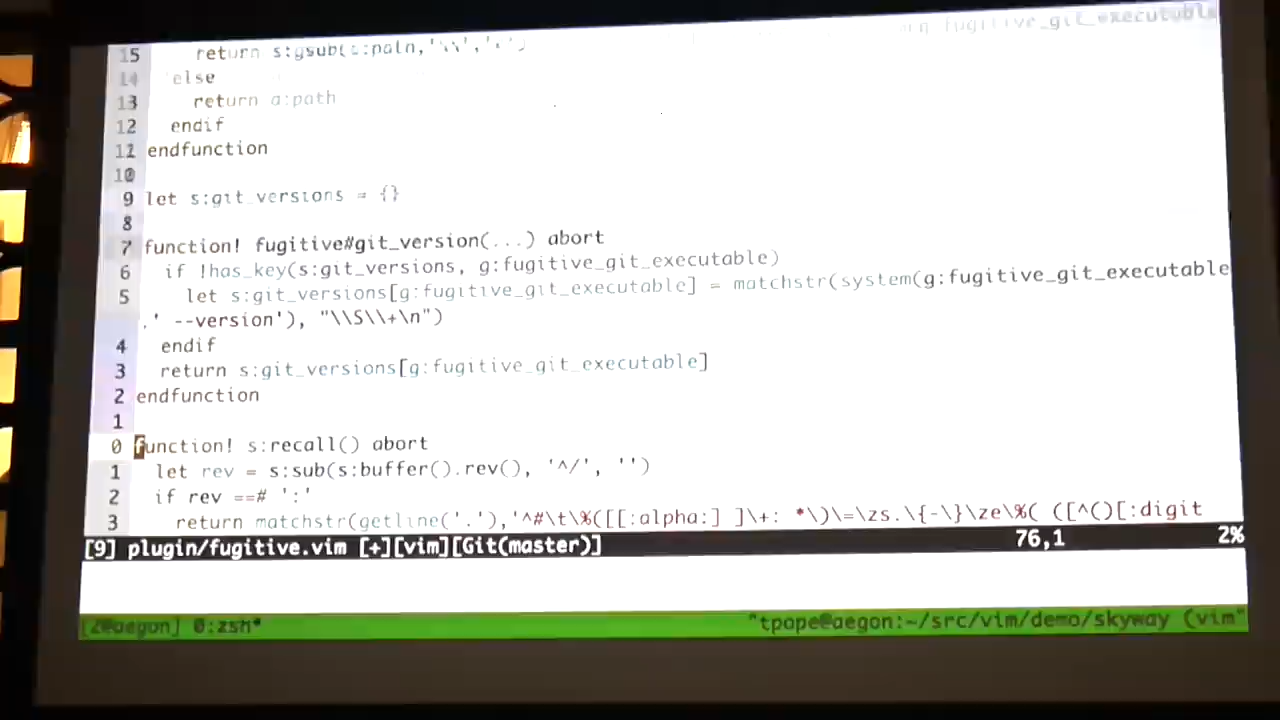 g:fugitive_git_executable
15 return s:gsub(
14 else
13 return a:path
12 endif
11 endfunction
10
9 let s:git_versions = {}
8
7 function! fugitive#git_version(...) abort
6 if !has_key(s:git_versions, g:fugitive_git_executable)
5 let s:git_versions[g:fugitive_git_executable] = matchstr(system(g:fugitive_git_executable
.' --version'), "\\S\\+\n")
4 endif
3 return s:git_versions[g:fugitive_git_executable]
2 endfunction
1
0 function! s:recall() abort
1 let rev = s:sub(s:buffer().rev(), '^/', '')
2 if rev ==# ':'
3 return matchstr(getline('.'),'^#\t\%([[:alpha:] ]\+: *\)\=\zs.\{-\}\ze\%( ([^()[:digit
[9] plugin/fugitive.vim [+][vim][Git(master)] 76,1 2%
0:zsh* "tpope@aegon:~/src/vim/demo/skyway (vim"